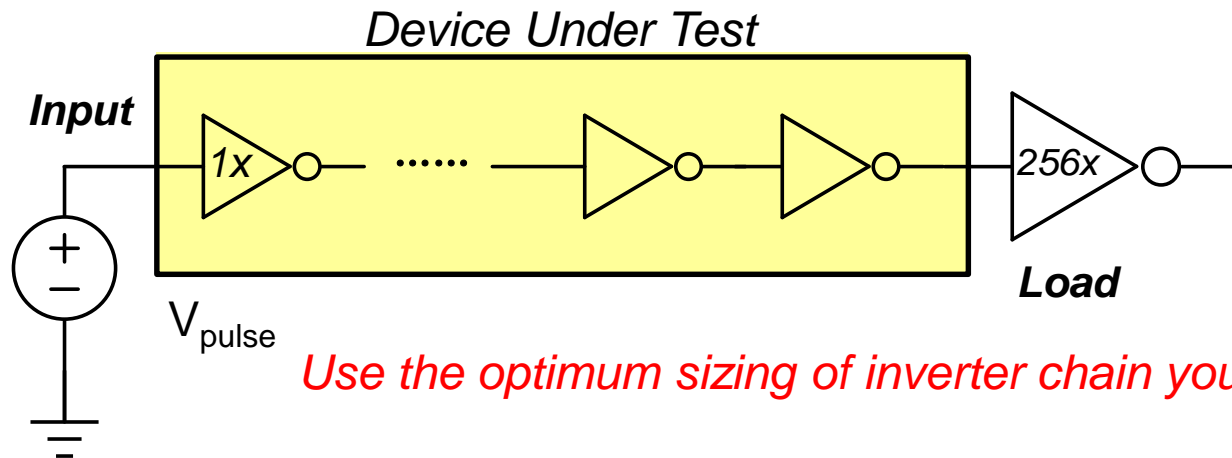 Device Under Test
Input
1x
......
256x
+
−
Load
Vpulse
Use the optimum sizing of inverter chain you